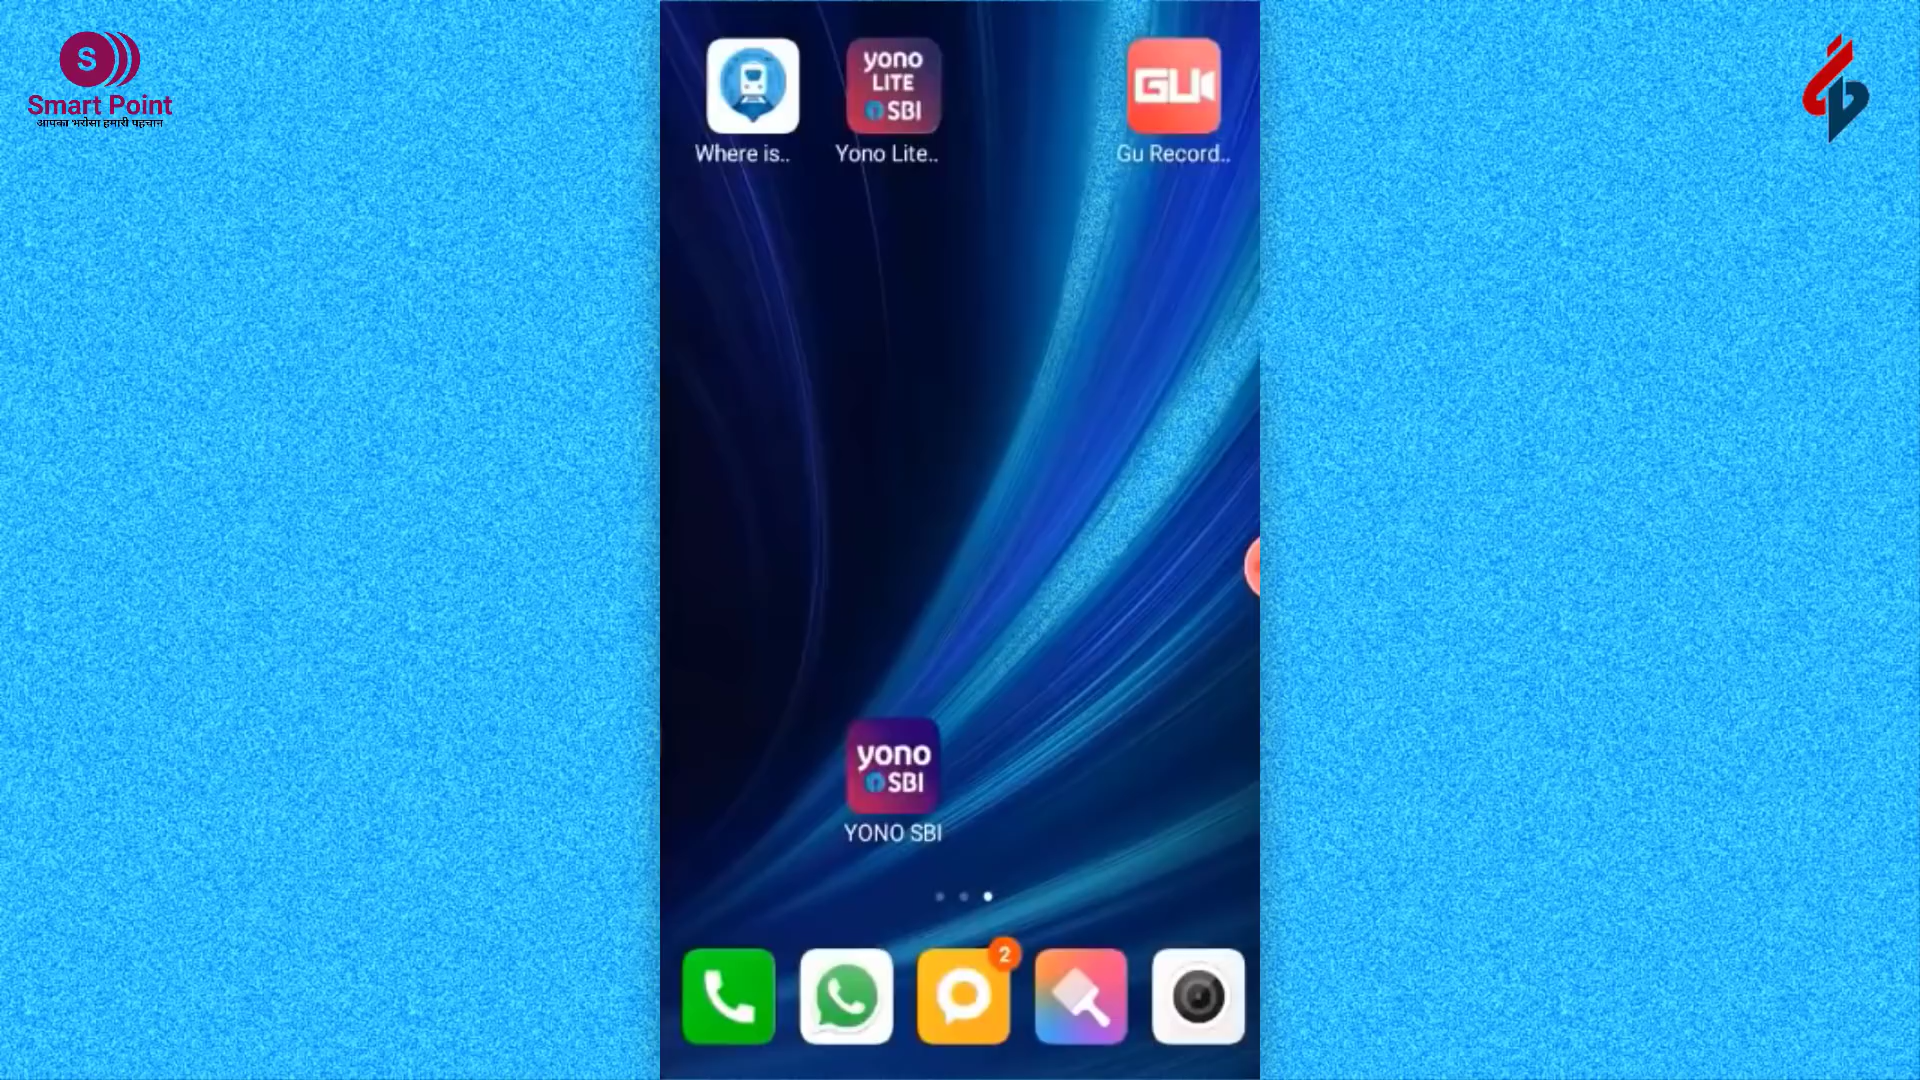 S
Smart Point
आपका भरोसा हमारी पहचान
yono
LITE
SBI
GU
Where is..
Yono Lite..
Gu Record..
yono
SBI
YONO SBI
2